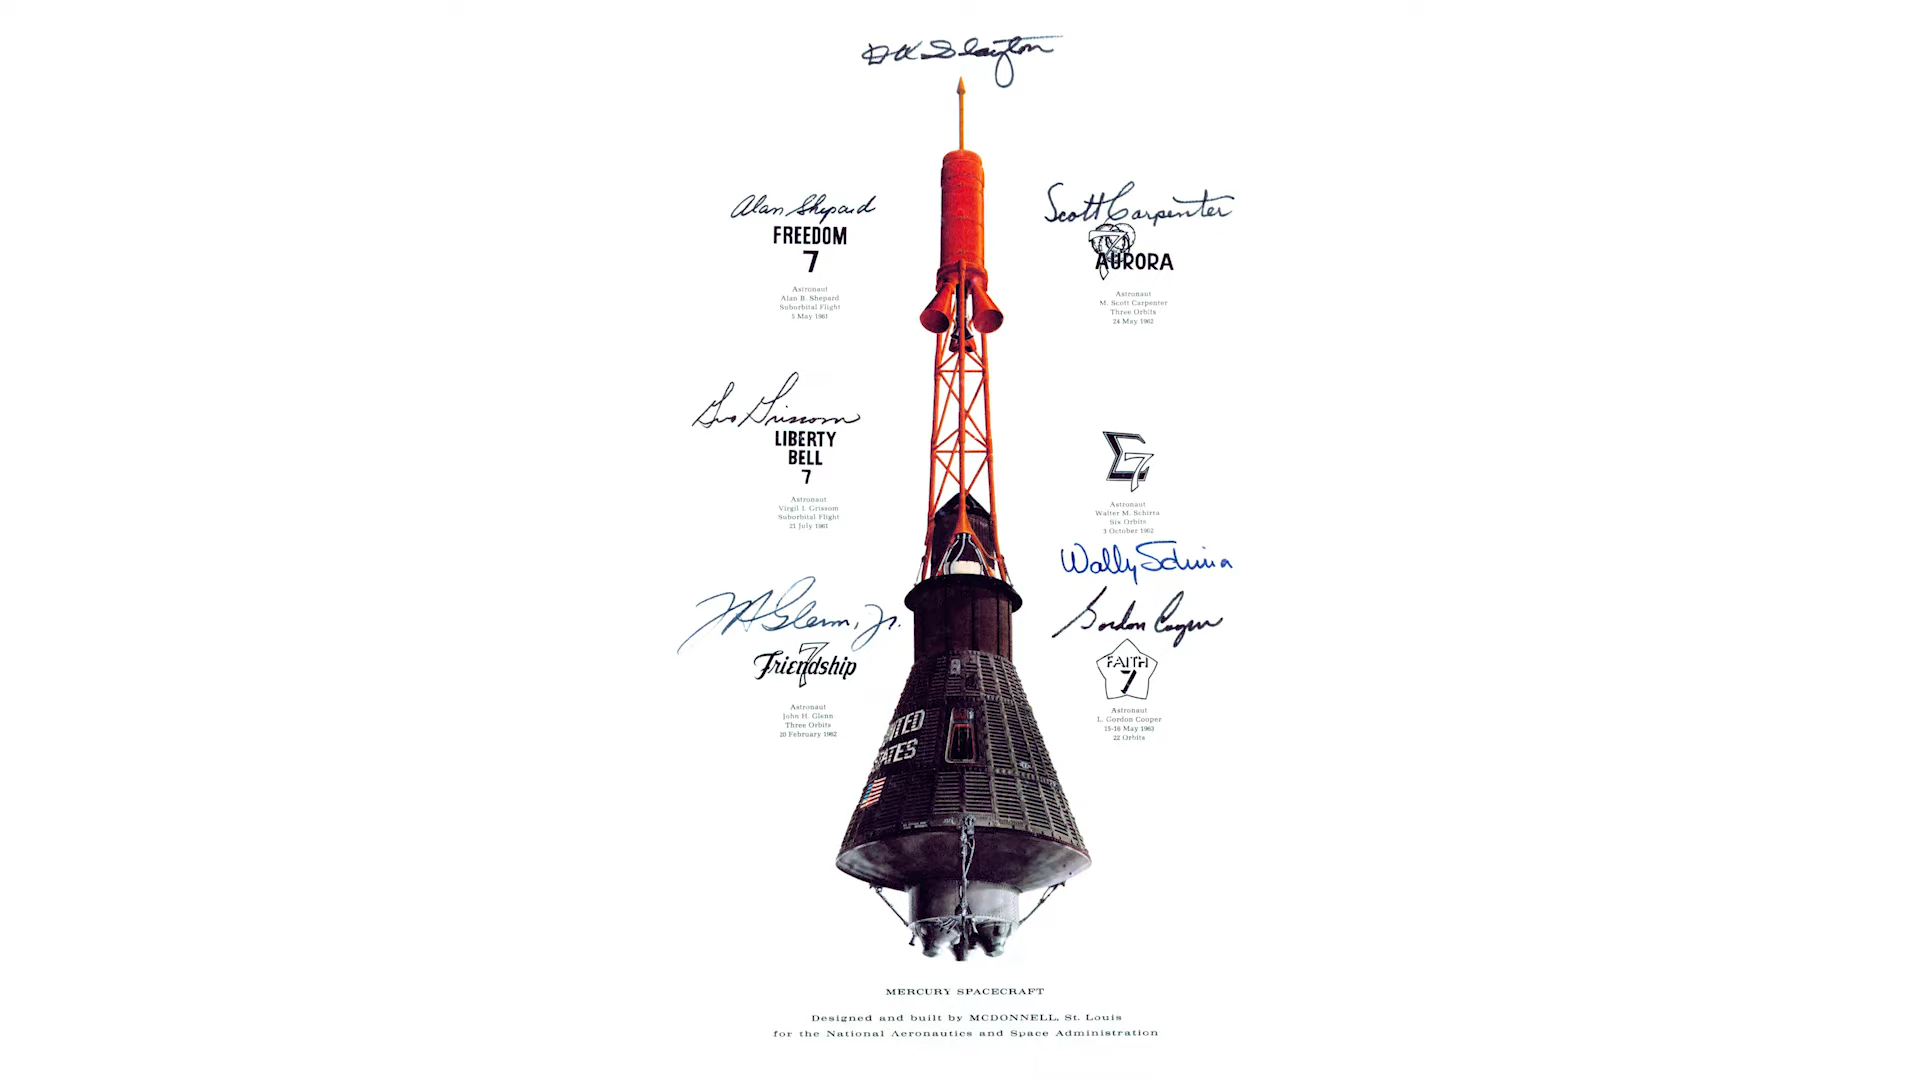 DK Slayton
Alan Shepard
FREEDOM
7
Astronaut
Alan B. Shepard
Suborbital Flight
5 May 1961
Scott Carpenter
7
AURORA
Astronaut
M. Scott Carpenter
Three Orbits
24 May 1962
Gus Grissom
LIBERTY
BELL
7
Astronaut
Virgil I. Grissom
Suborbital Flight
21 July 1961
Σ7
Astronaut
Walter M. Schirra
Six Orbits
3 October 1962
Wally Schirra
JH Glenn, Jr.
Friendship
7
Astronaut
John H. Glenn
Three Orbits
20 February 1962
Gordon Cooper
FAITH
7
Astronaut
L. Gordon Cooper
15-16 May 1963
22 Orbits
UNITED
STATES
MERCURY SPACECRAFT
Designed and built by MCDONNELL, St. Louis
for the National Aeronautics and Space Administration